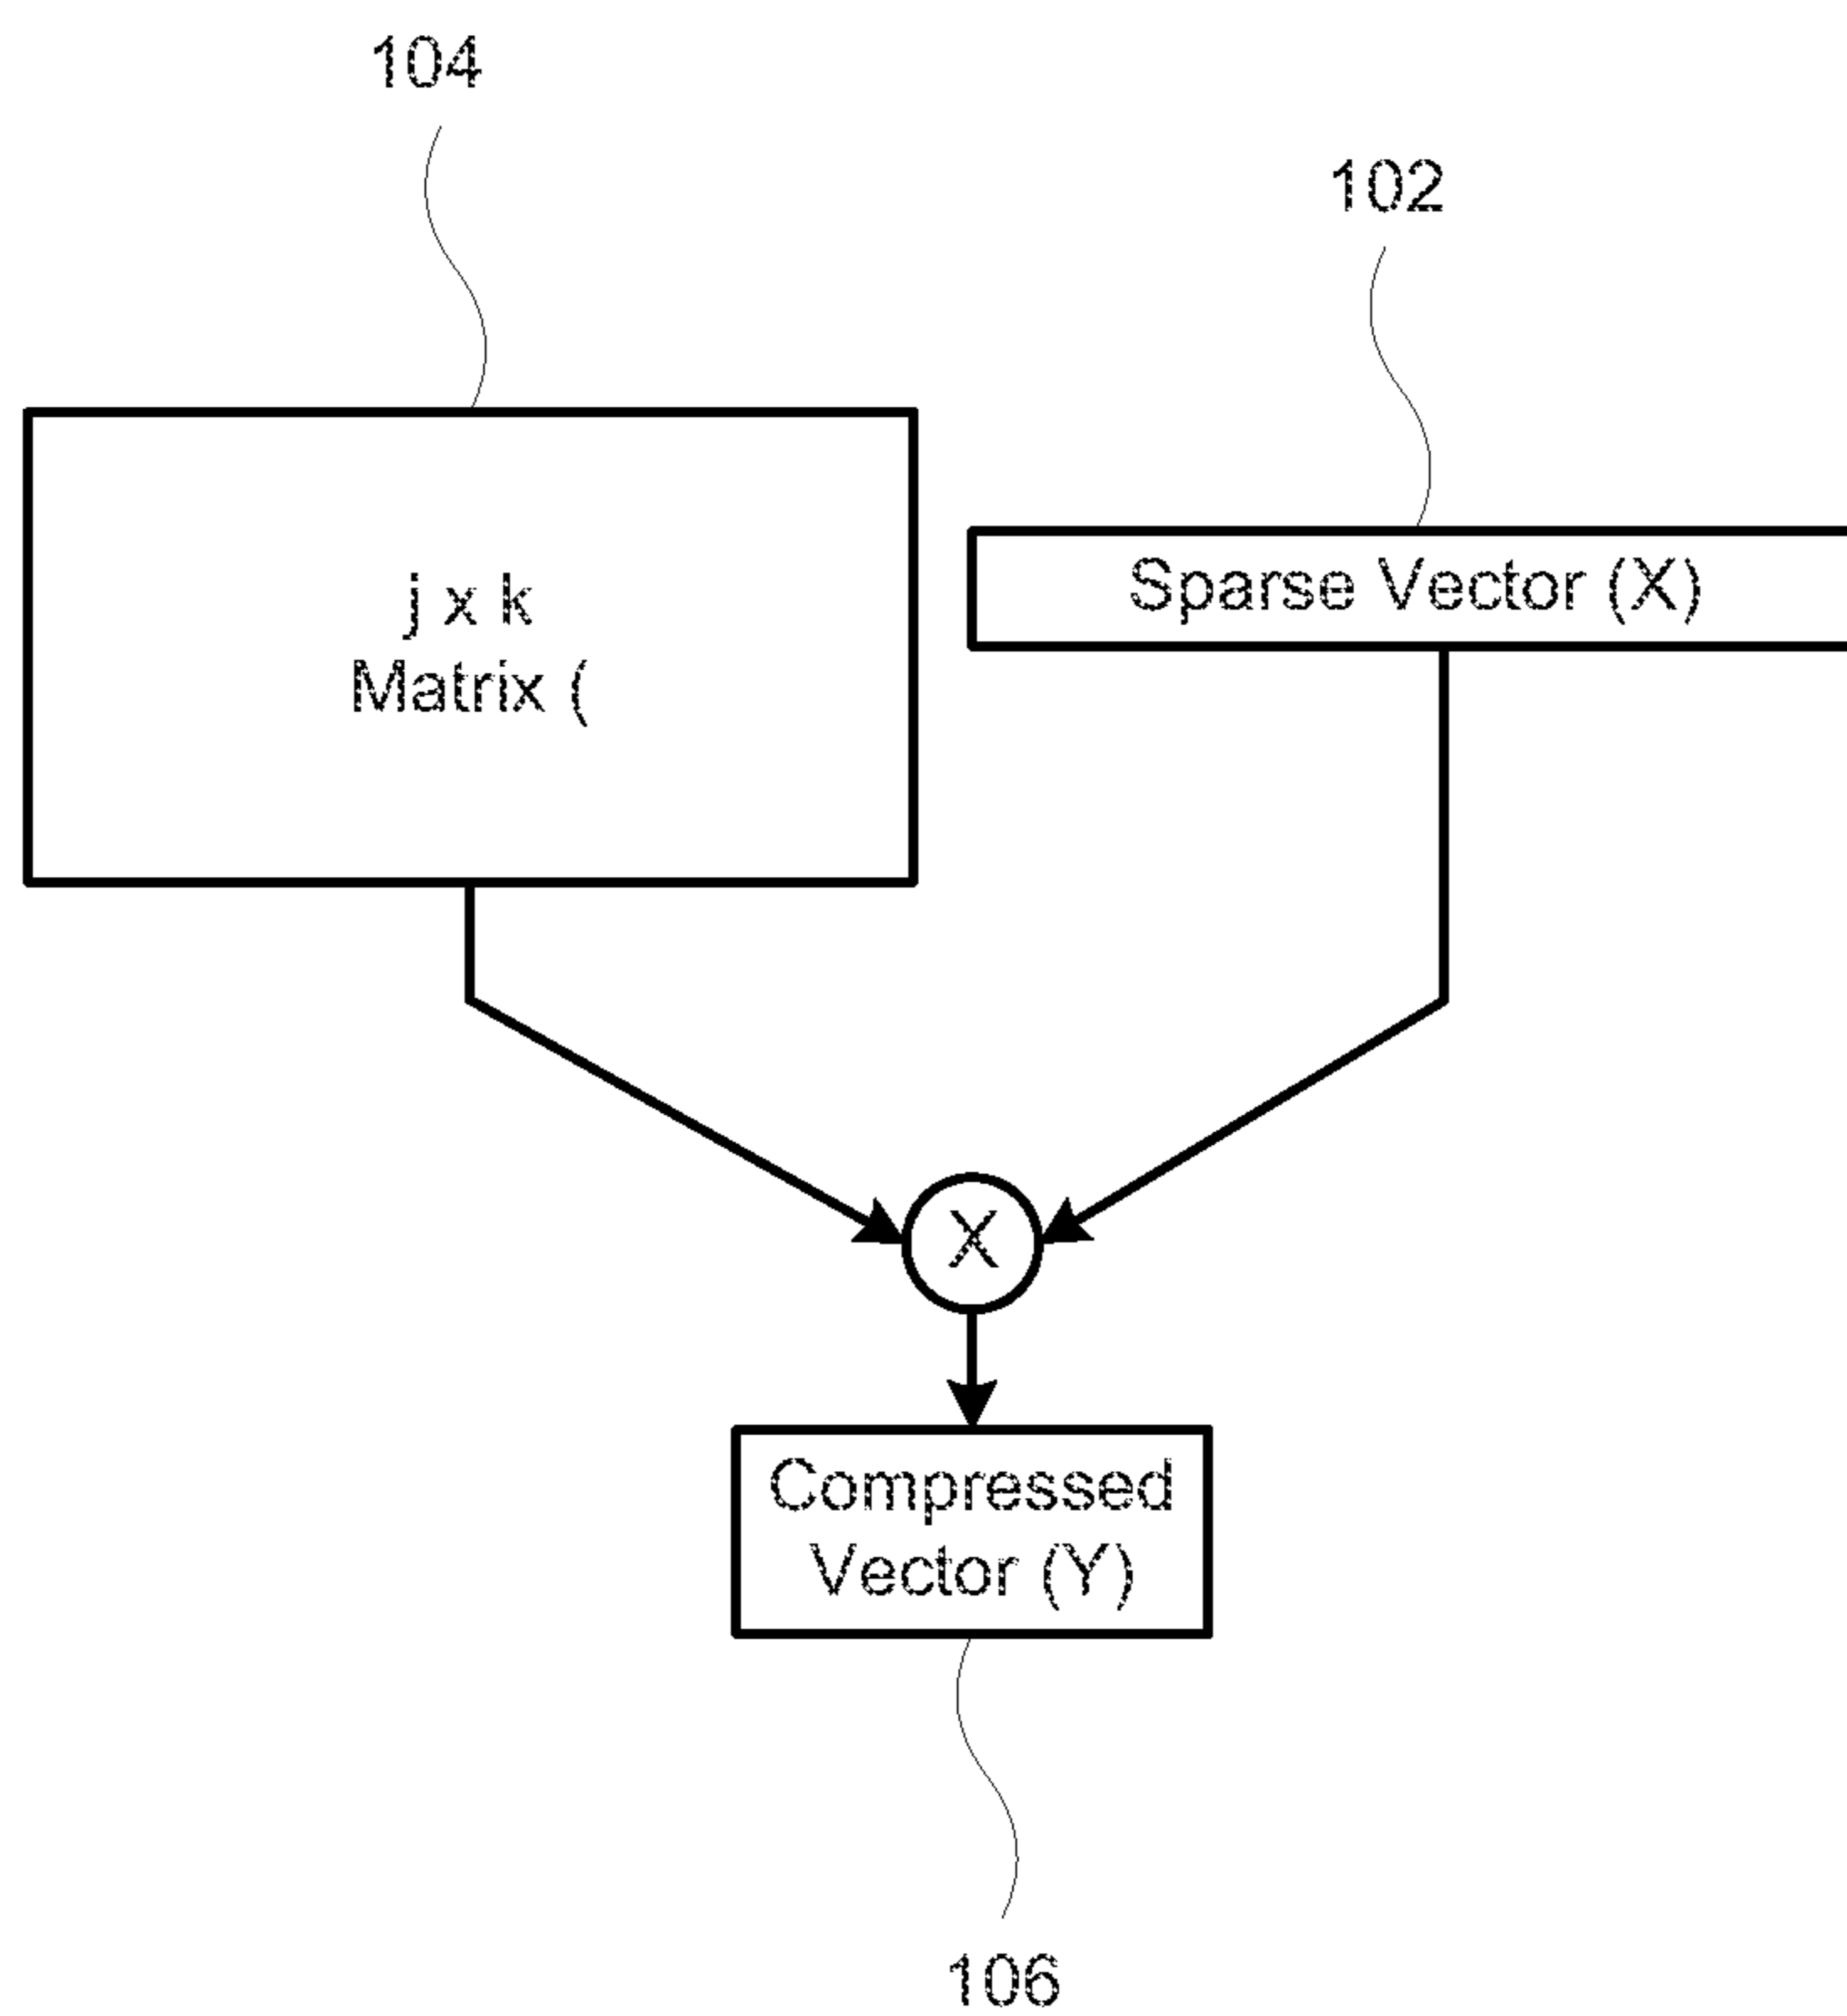 104
102
j x k
Matrix (
Sparse Vector (X)
X
Compressed
Vector (Y)
106